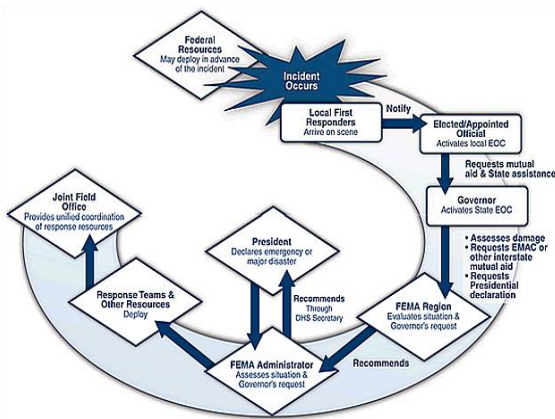 Federal
Resources
May deploy in advance
of the incident
Incident
Occurs
Local First
Responders
Arrive on scene
Notify
Elected/Appointed
Official
Activates local EOC
Requests mutual
aid & State assistance
Governor
Activates State EOC
• Assesses damage
• Requests EMAC or
other interstate
mutual aid
• Requests
Presidential
declaration
FEMA Region
Evaluates situation &
Governor's request
Recommends
FEMA Administrator
Assesses situation &
Governor's request
Recommends
Through
DHS Secretary
President
Declares emergency or
major disaster
Response Teams &
Other Resources
Deploy
Joint Field
Office
Provides unified coordination
of response resources